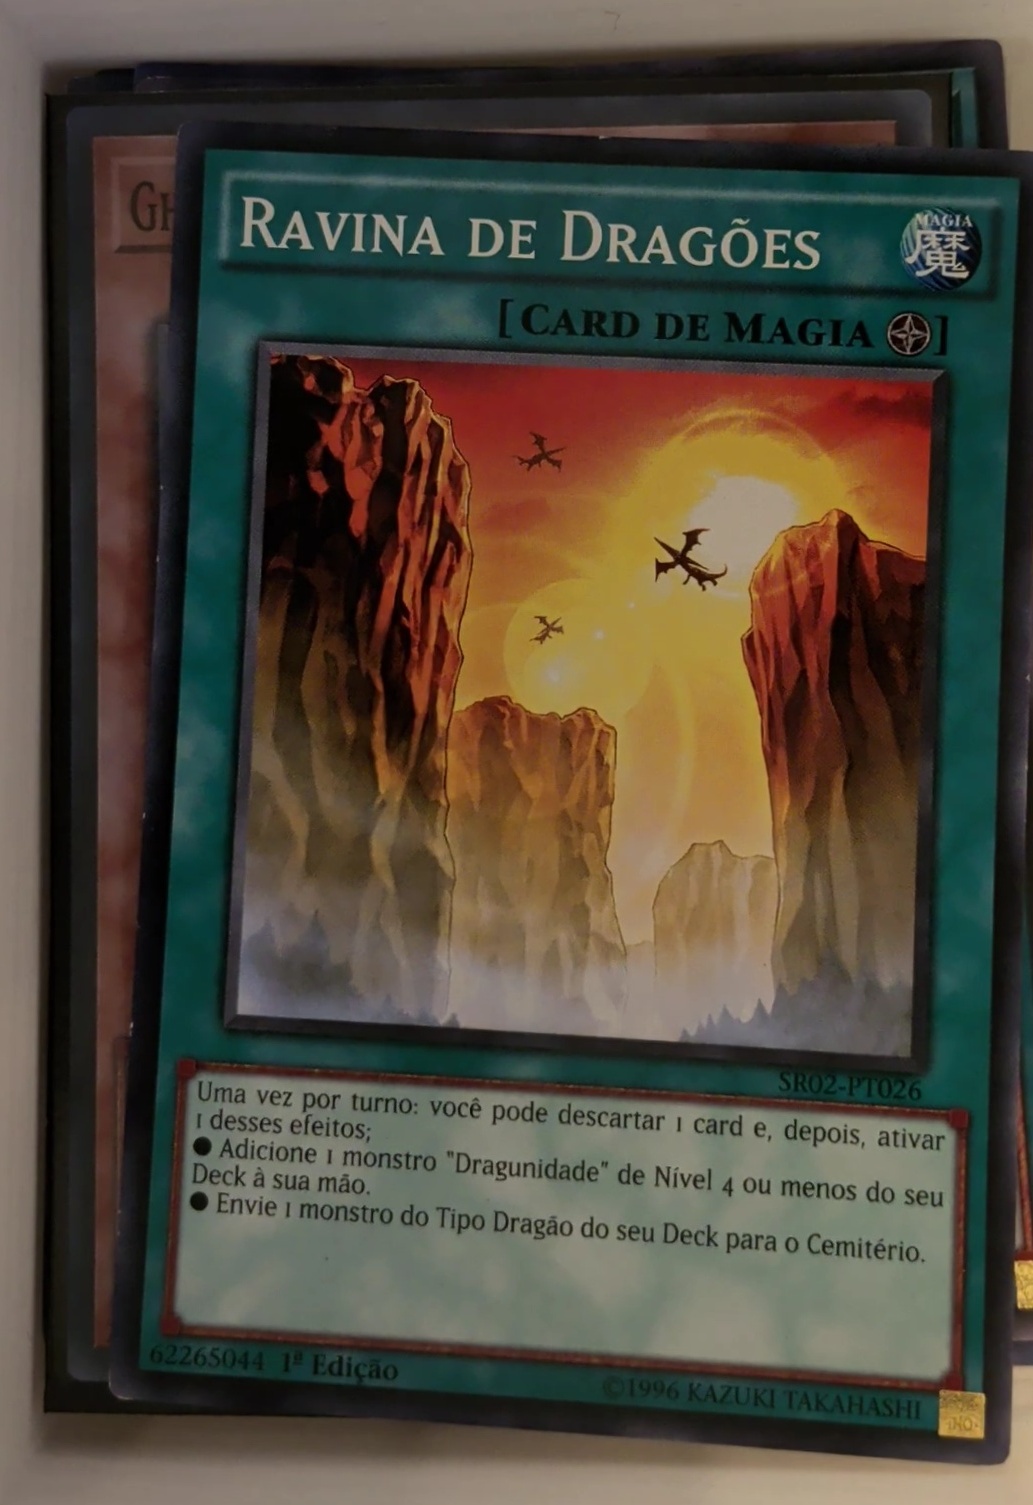 GH
RAVINA DE DRAGÕES
MAGIA
魔
[CARD DE MAGIA]
SR02-PT026
Uma vez por turno: você pode descartar 1 card e, depois, ativar
1 desses efeitos;
● Adicione 1 monstro "Dragunidade" de Nível 4 ou menos do seu
Deck à sua mão.
● Envie 1 monstro do Tipo Dragão do seu Deck para o Cemitério.
62265044 1ª Edição
©1996 KAZUKI TAKAHASHI